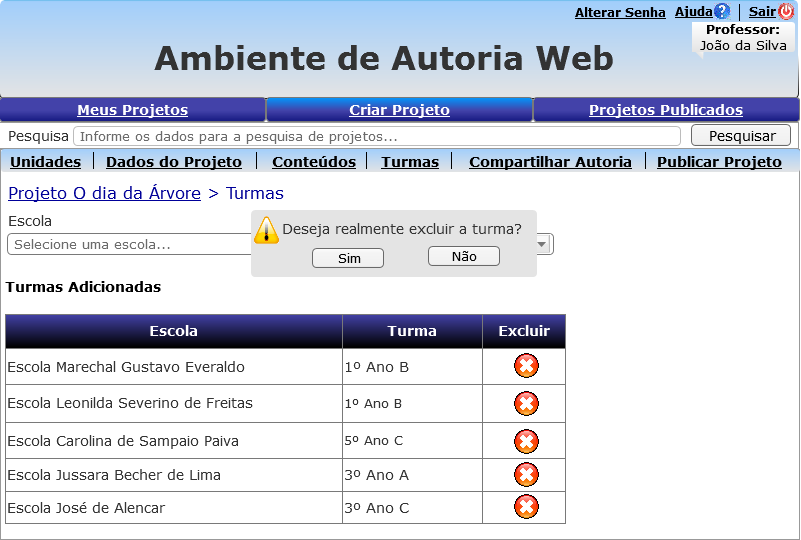 Alterar Senha Ajuda ? Sair
Professor:
João da Silva
Ambiente de Autoria Web
Meus Projetos Criar Projeto Projetos Publicados
Pesquisa Informe os dados para a pesquisa de projetos... Pesquisar
Unidades Dados do Projeto Conteúdos Turmas Compartilhar Autoria Publicar Projeto
Projeto O dia da Árvore > Turmas
Escola
Deseja realmente excluir a turma?
Selecione uma escola...
Sim Não
Turmas Adicionadas
Escola Turma Excluir
Escola Marechal Gustavo Everaldo 1º Ano B
Escola Leonilda Severino de Freitas 1º Ano B
Escola Carolina de Sampaio Paiva 5º Ano C
Escola Jussara Becher de Lima 3º Ano A
Escola José de Alencar 3º Ano C